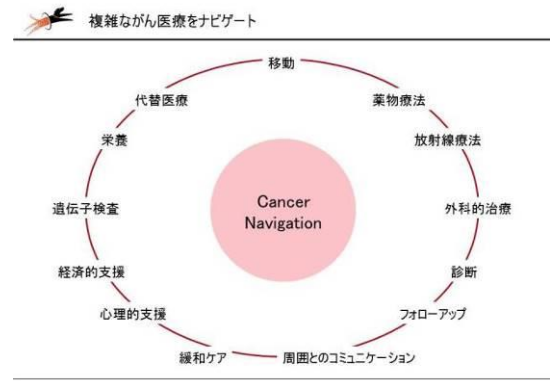 複雑ながん医療をナビゲート
移動
代替医療
薬物療法
栄養
放射線療法
Cancer
Navigation
遺伝子検査
外科的治療
経済的支援
診断
心理的支援
フォローアップ
緩和ケア
周囲とのコミュニケーション